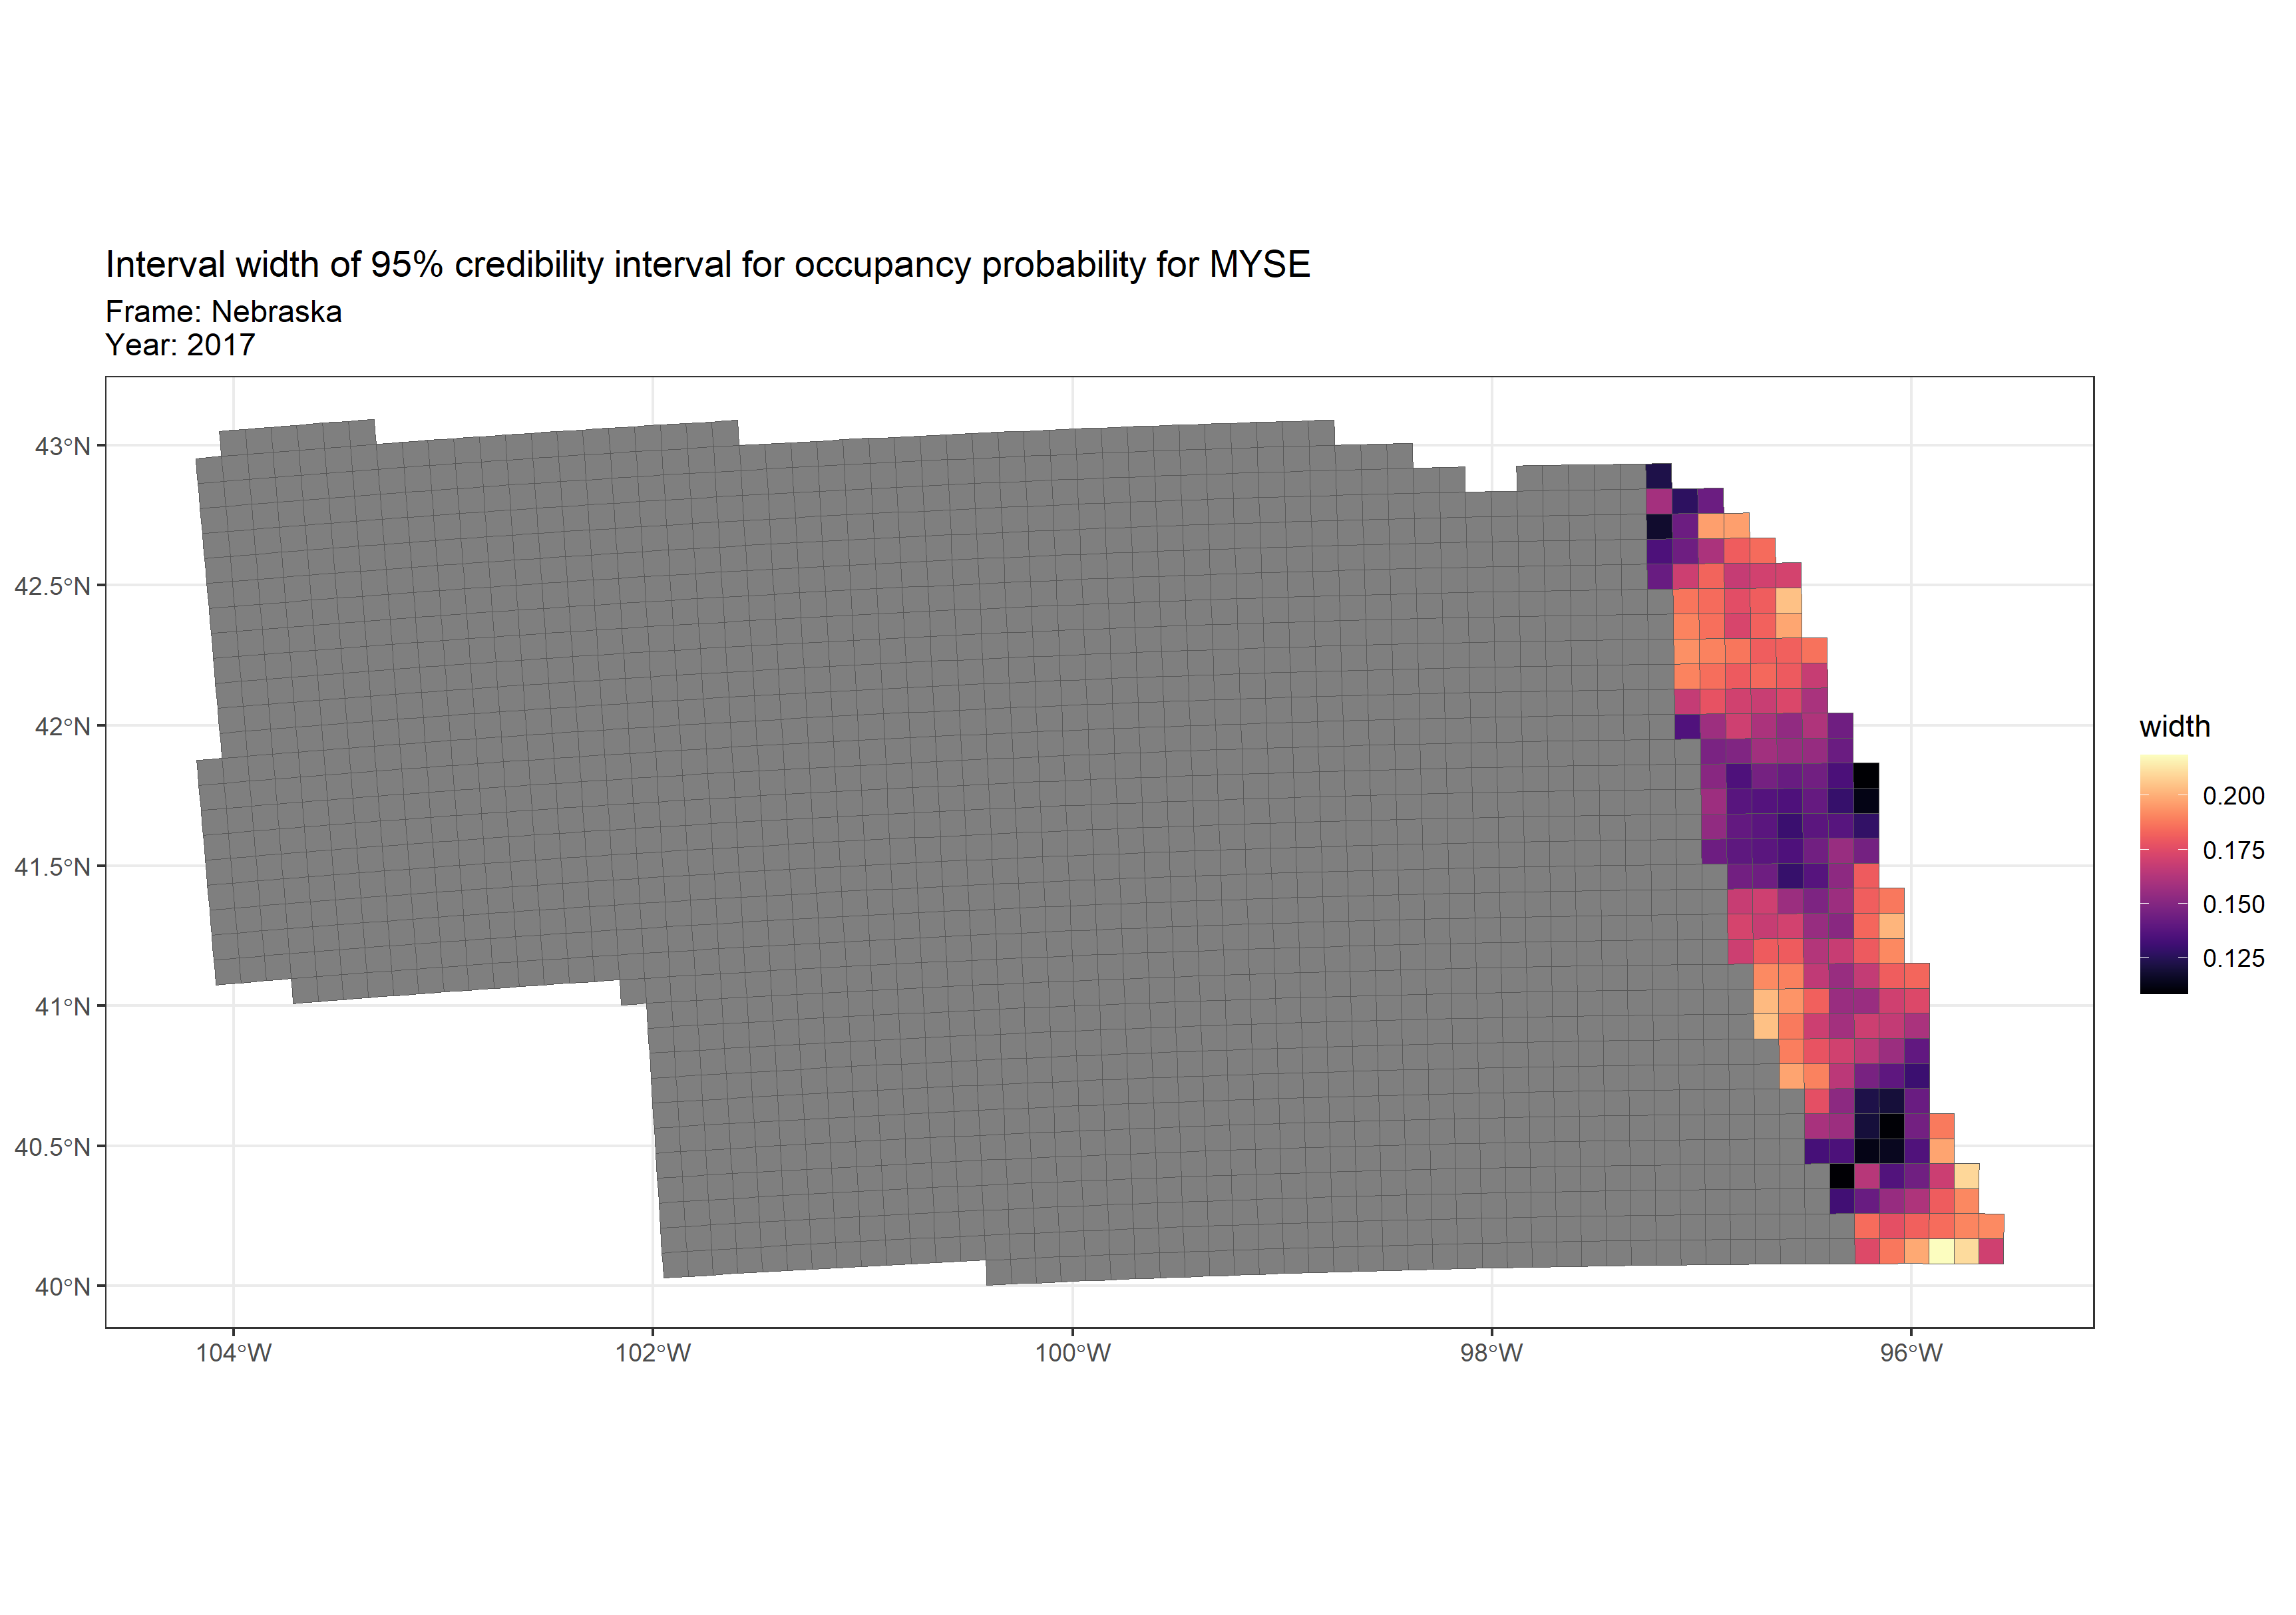 Interval width of 95% credibility interval for occupancy probability for MYSE
Frame: Nebraska
Year: 2017
43°N
42.5°N
42°N
41.5°N
41°N
40.5°N
40°N
104°W
102°W
100°W
98°W
96°W
width
0.200
0.175
0.150
0.125